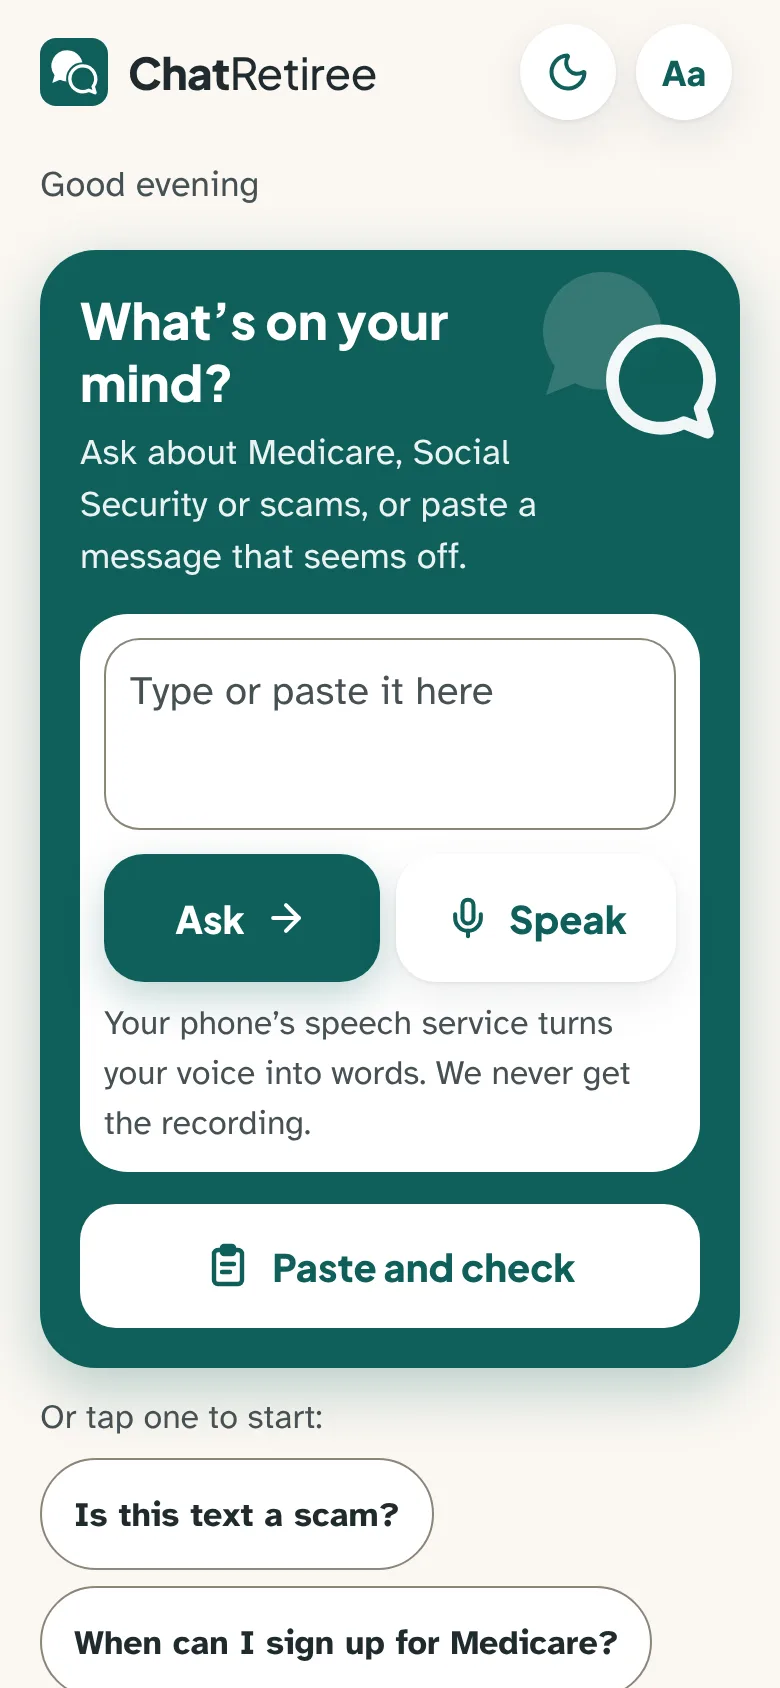 ChatRetiree
Aa
Good evening
What’s on your
mind?
Ask about Medicare, Social
Security or scams, or paste a
message that seems off.
Type or paste it here
Ask
Speak
Your phone’s speech service turns
your voice into words. We never get
the recording.
Paste and check
Or tap one to start:
Is this text a scam?
When can I sign up for Medicare?